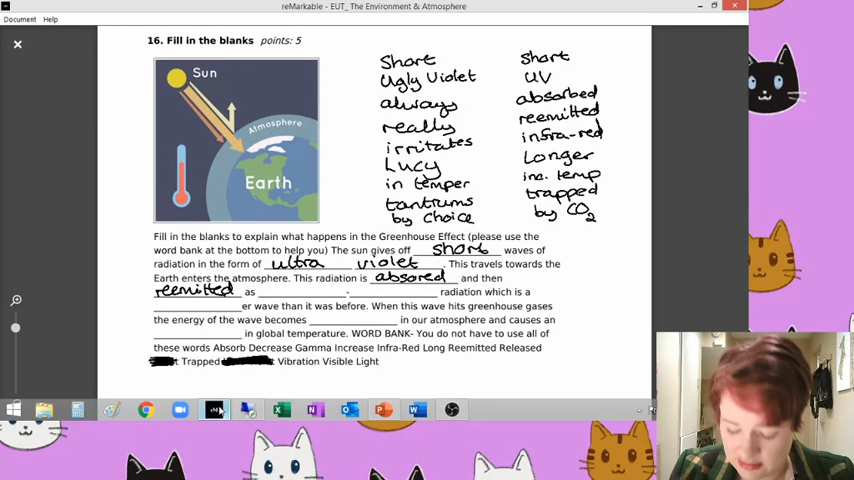 reMarkable - EUT_ The Environment & Atmosphere
Document Help
16. Fill in the blanks points: 5
Sun
Atmosphere
Earth
Short
Ugly Violet
always
really
irritates
Lucy
in temper
tantrums
by choice
short
UV
absorbed
reemitted
infra-red
Longer
inc. temp
trapped
by CO2
Fill in the blanks to explain what happens in the Greenhouse Effect (please use the
word bank at the bottom to help you) The sun gives off short waves of
radiation in the form of ultra violet. This travels towards the
Earth enters the atmosphere. This radiation is absored and then
reemitted as ____-____ radiation which is a
____er wave than it was before. When this wave hits greenhouse gases
the energy of the wave becomes ____ in our atmosphere and causes an
____ in global temperature. WORD BANK- You do not have to use all of
these words Absorb Decrease Gamma Increase Infra-Red Long Reemitted Released
t Trapped t Vibration Visible Light